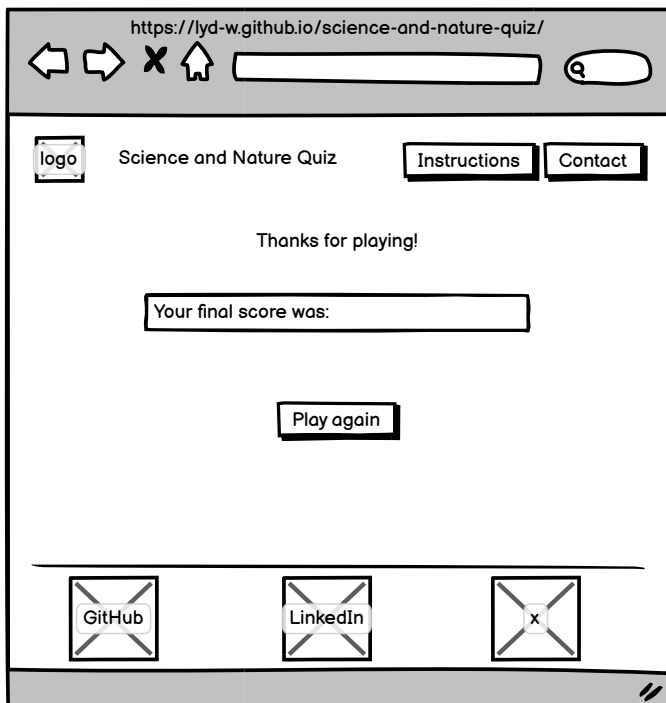 https://lyd-w.github.io/science-and-nature-quiz/
logo
Science and Nature Quiz
Instructions
Contact
Thanks for playing!
Your final score was:
Play again
GitHub
LinkedIn
x